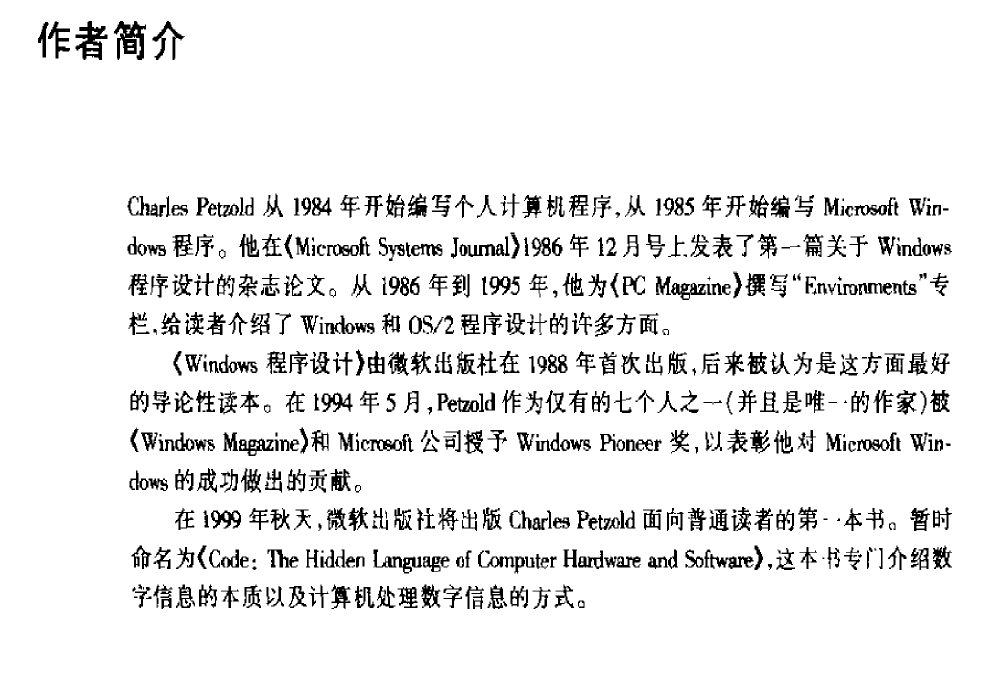 作者简介
Charles Petzold 从 1984 年开始编写个人计算机程序,从 1985 年开始编写 Microsoft Win-
dows 程序。他在《Microsoft Systems Journal》1986 年 12 月号上发表了第一篇关于 Windows
程序设计的杂志论文。从 1986 年到 1995 年,他为《PC Magazine》撰写“Environments”专
栏,给读者介绍了 Windows 和 OS/2 程序设计的许多方面。
《Windows 程序设计》由微软出版社在 1988 年首次出版,后来被认为是这方面最好
的导论性读本。在 1994 年 5 月,Petzold 作为仅有的七个人之一(并且是唯一的作家)被
《Windows Magazine》和 Microsoft 公司授予 Windows Pioneer 奖,以表彰他对 Microsoft Win-
dows 的成功做出的贡献。
在 1999 年秋天,微软出版社将出版 Charles Petzold 面向普通读者的第一本书。暂时
命名为《Code: The Hidden Language of Computer Hardware and Software》,这本书专门介绍数
字信息的本质以及计算机处理数字信息的方式。